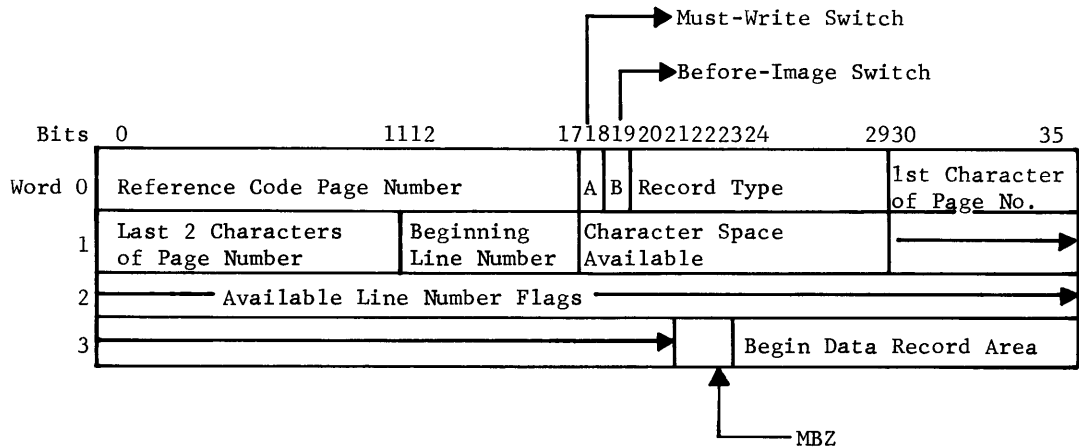 Must-Write Switch
Before-Image Switch
Bits 0 1112 1718192021222324 2930 35
Word 0 Reference Code Page Number A B Record Type 1st Character
of Page No.
1 Last 2 Characters Beginning Character Space
of Page Number Line Number Available
2 Available Line Number Flags
3 Begin Data Record Area
MBZ